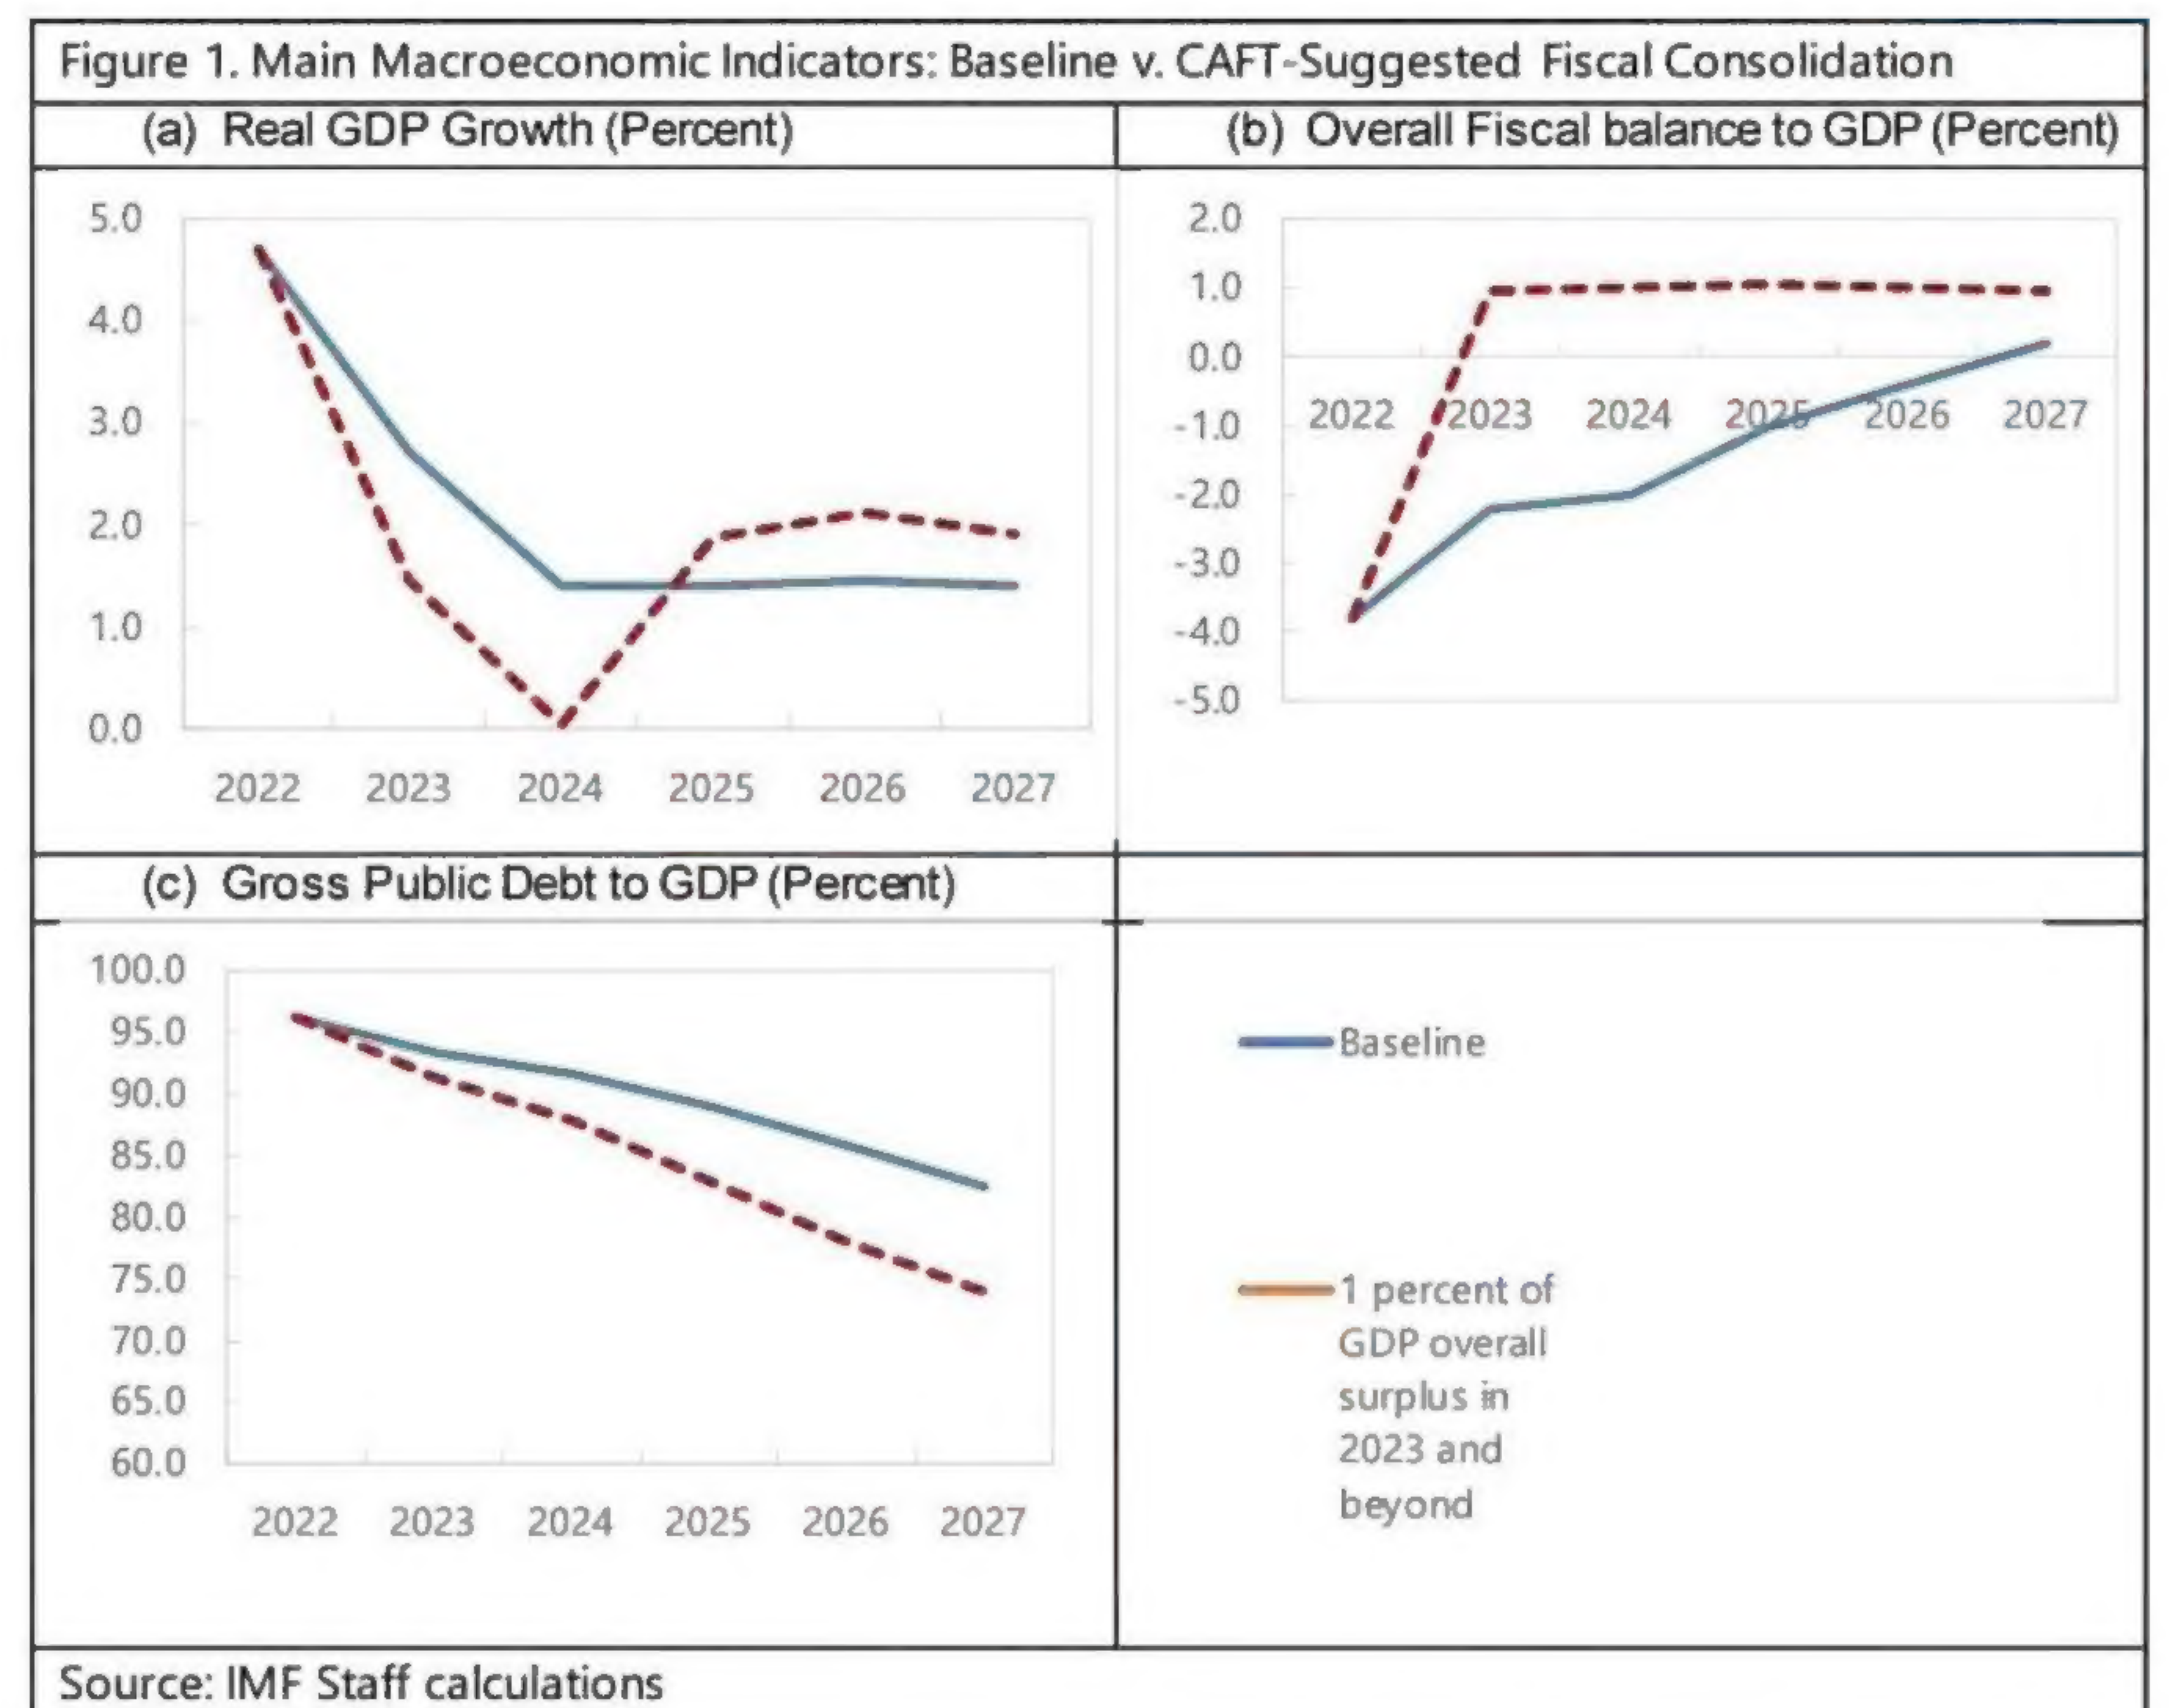 Figure 1. Main Macroeconomic Indicators: Baseline v. CAFT-Suggested Fiscal Consolidation
(a) Real GDP Growth (Percent)
(b) Overall Fiscal balance to GDP (Percent)
5.0
4.0
3.0
2.0
1.0
0.0
2022 2023 2024 2025 2026 2027
2.0
1.0
0.0
-1.0
-2.0
-3.0
-4.0
-5.0
2022 2023 2024 2025 2026 2027
(c) Gross Public Debt to GDP (Percent)
100.0
95.0
90.0
85.0
80.0
75.0
70.0
65.0
60.0
2022 2023 2024 2025 2026 2027
Baseline
1 percent of
GDP overall
surplus in
2023 and
beyond
Source: IMF Staff calculations